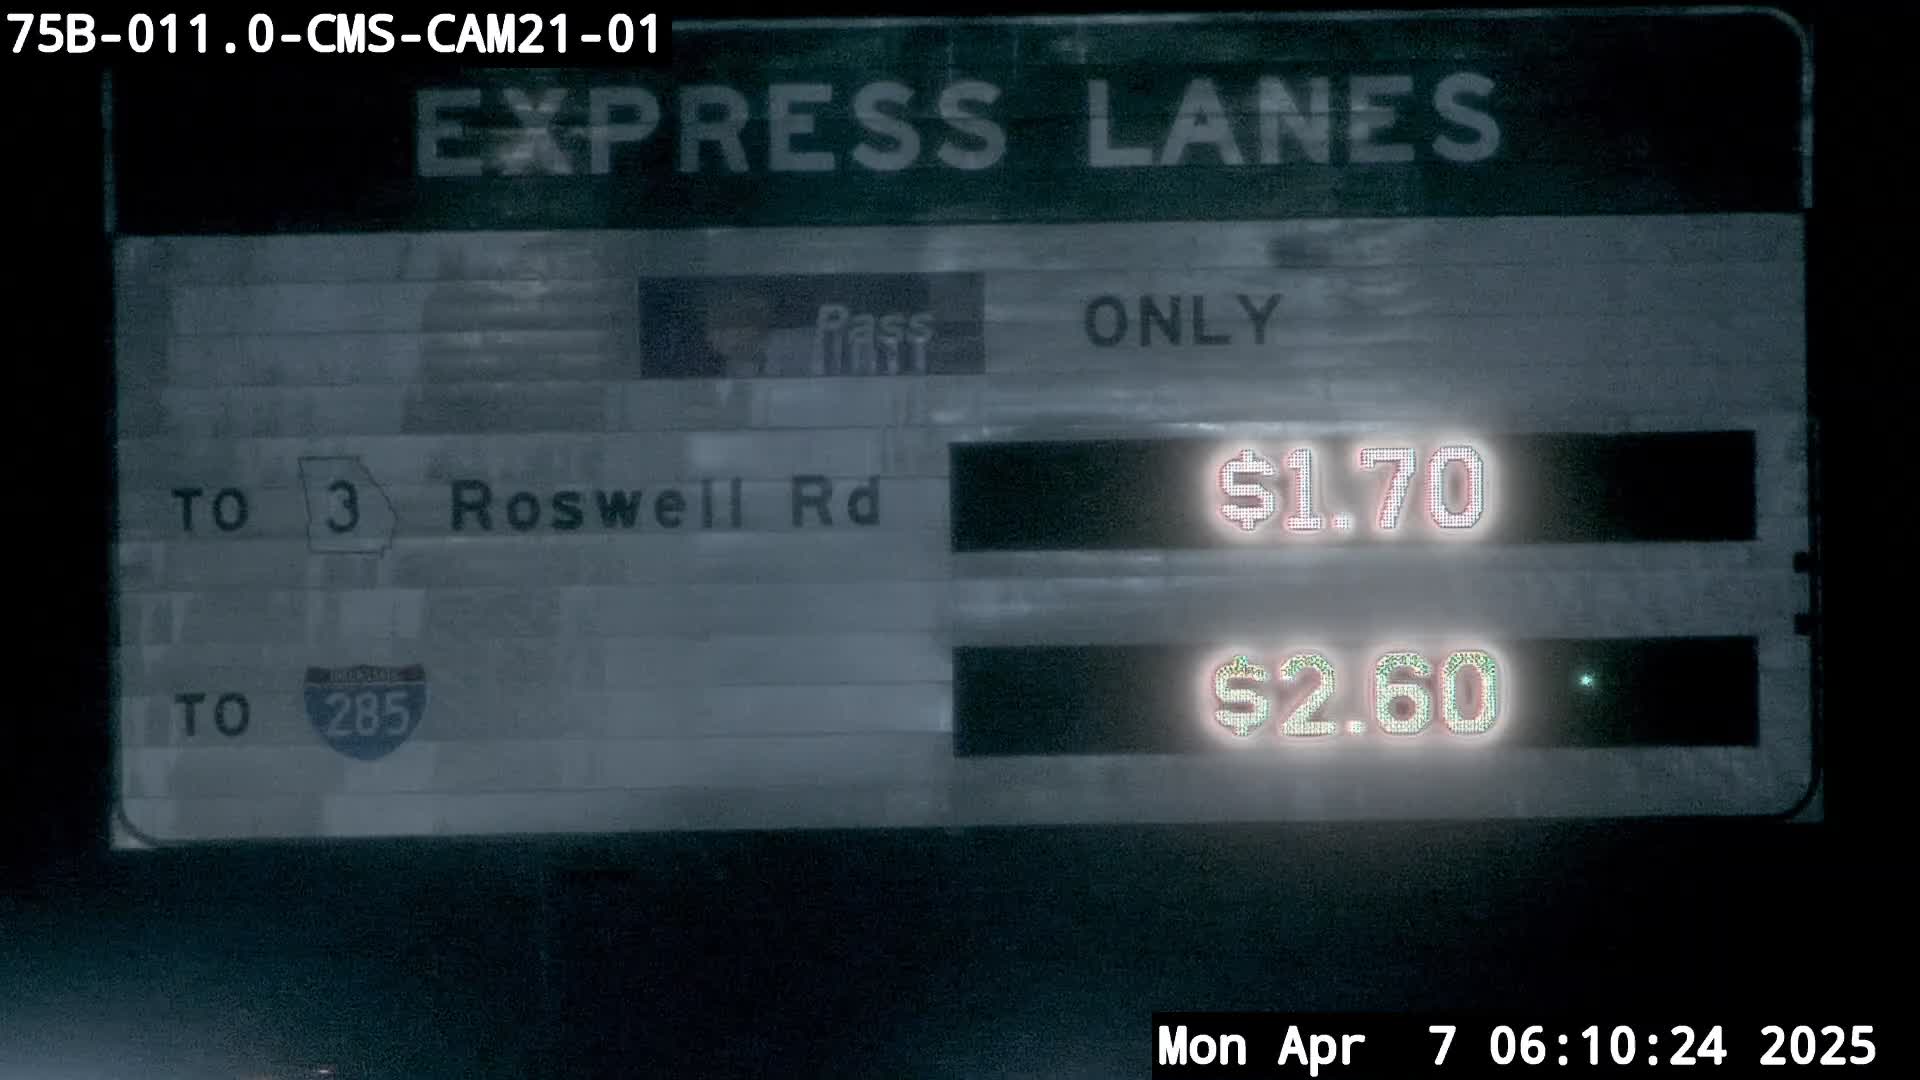 75B-011.0-CMS-CAM21-01
EXPRESS LANES
Pass ONLY
TO 3 Roswell Rd $1.70
TO 285 $2.60
Mon Apr 7 06:10:24 2025